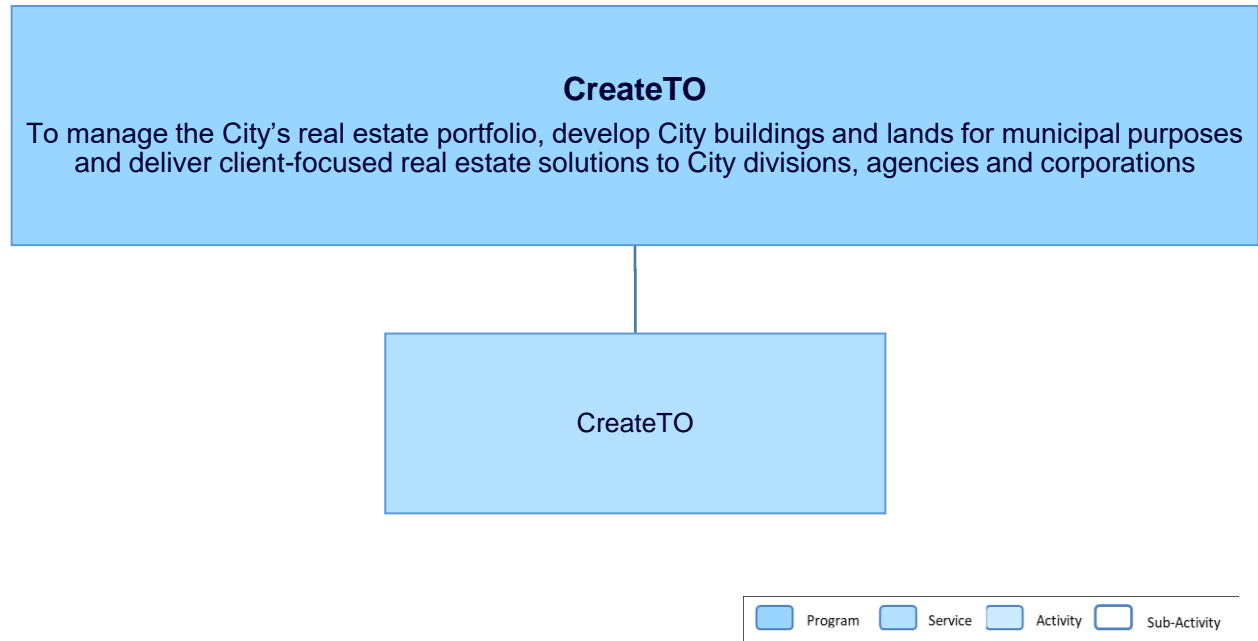 CreateTO
To manage the City’s real estate portfolio, develop City buildings and lands for municipal purposes
and deliver client-focused real estate solutions to City divisions, agencies and corporations
CreateTO
Program Service Activity Sub-Activity